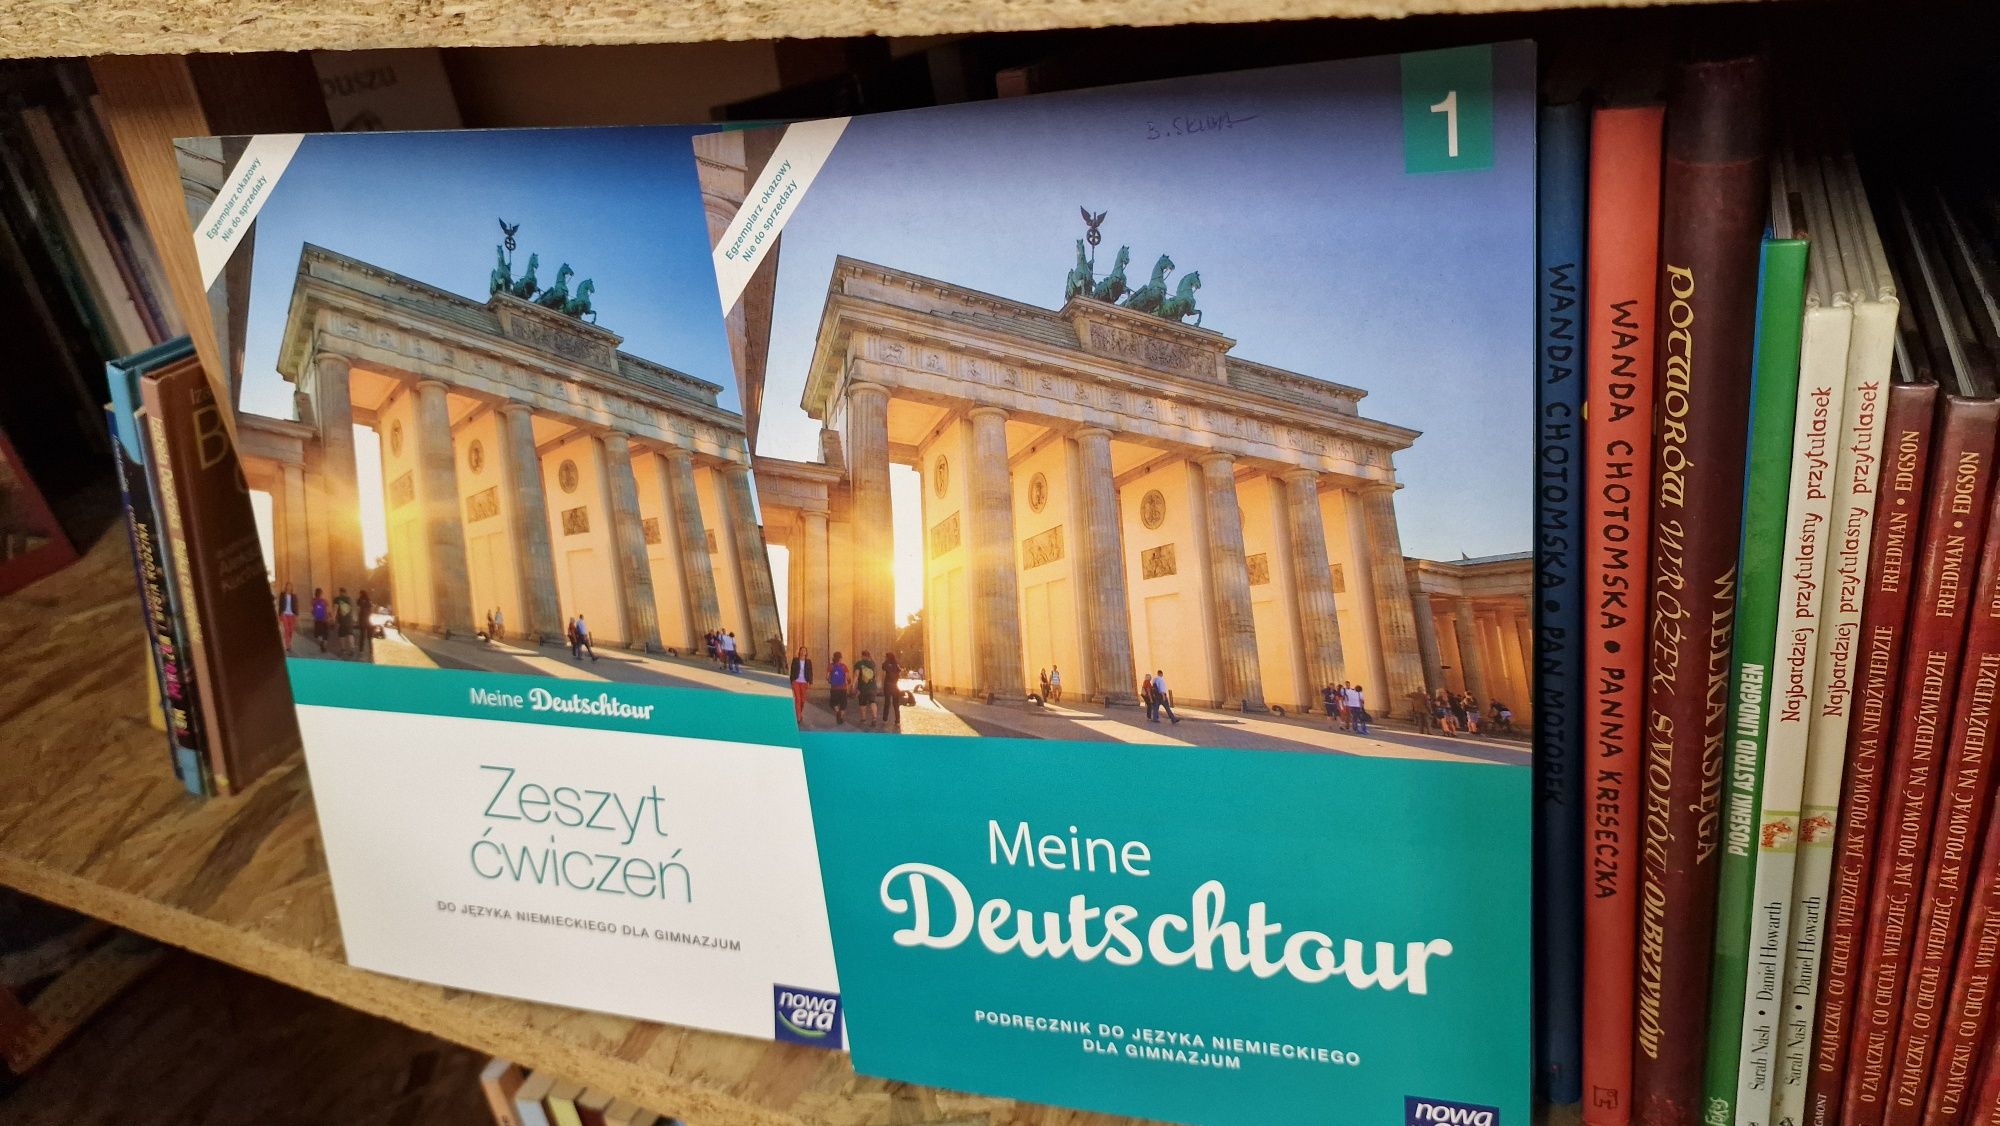 Egzemplarz okazowy
Nie do sprzedaży
Meine Deutschtour
Zeszyt
ćwiczeń
DO JĘZYKA NIEMIECKIEGO DLA GIMNAZJUM
nowa
era
Egzemplarz okazowy
Nie do sprzedaży
1
Meine
Deutschtour
PODRĘCZNIK DO JĘZYKA NIEMIECKIEGO
DLA GIMNAZJUM
nowa
WANDA CHOTOMSKA • PAN MOTOREK
WANDA CHOTOMSKA • PANNA KRESECZKA
WIELKA KSIĘGA
POTWORÓW, WRÓŻEK, SMOKÓW I OLBRZYMÓW
PIOSENKI ASTRID LINDGREN
Najbardziej przytulaśny przytulasek
Sarah Nash • Daniel Howarth
Najbardziej przytulaśny przytulasek
Sarah Nash • Daniel Howarth
O ZAJĄCZKU, CO CHCIAŁ WIEDZIEĆ, JAK POLOWAĆ NA NIEDŹWIEDZIE FREEDMAN • EDGSON
O ZAJĄCZKU, CO CHCIAŁ WIEDZIEĆ, JAK POLOWAĆ NA NIEDŹWIEDZIE FREEDMAN • EDGSON